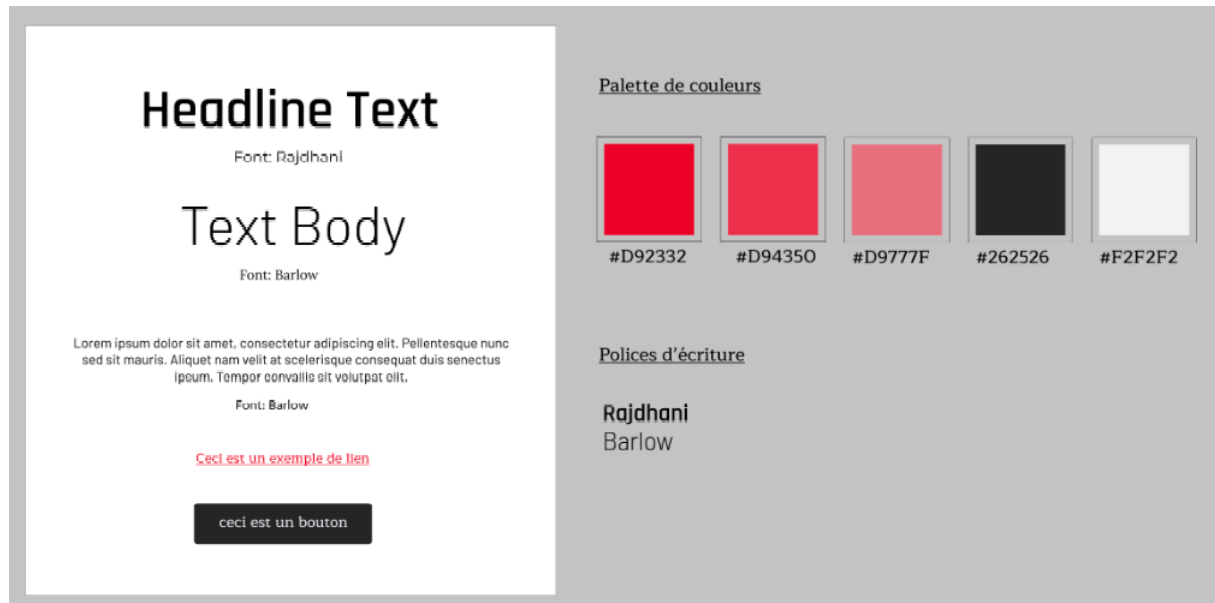 Headline Text
Font: Rajdhani
Text Body
Font: Barlow
Lorem ipsum dolor sit amet, consectetur adipiscing elit. Pellentesque nunc
sed sit mauris. Aliquet nam velit at scelerisque consequat duis senectus
ipsum. Tempor convallis sit volutpat elit.
Font: Barlow
Ceci est un exemple de lien
ceci est un bouton
Palette de couleurs
#D92332 #D94350 #D9777F #262526 #F2F2F2
Polices d'écriture
Rajdhani
Barlow